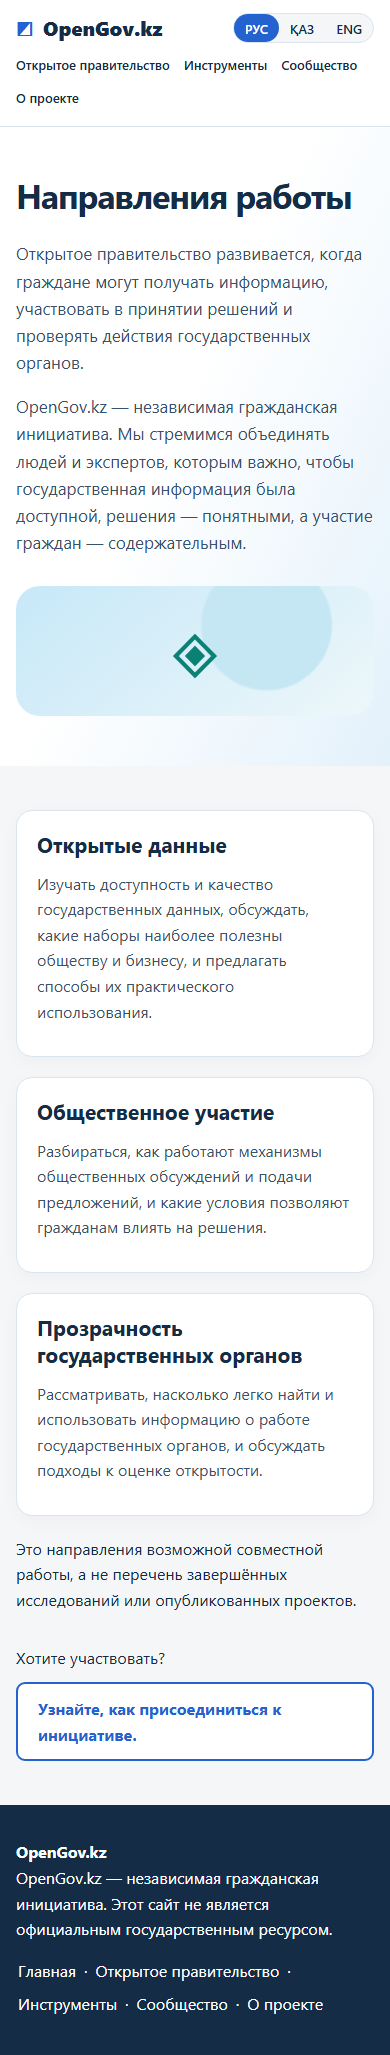 OpenGov.kz
РУС ҚАЗ ENG
Открытое правительство Инструменты Сообщество
О проекте
Направления работы
Открытое правительство развивается, когда
граждане могут получать информацию,
участвовать в принятии решений и
проверять действия государственных
органов.
OpenGov.kz — независимая гражданская
инициатива. Мы стремимся объединять
людей и экспертов, которым важно, чтобы
государственная информация была
доступной, решения — понятными, а участие
граждан — содержательным.
Открытые данные
Изучать доступность и качество
государственных данных, обсуждать,
какие наборы наиболее полезны
обществу и бизнесу, и предлагать
способы их практического
использования.
Общественное участие
Разбираться, как работают механизмы
общественных обсуждений и подачи
предложений, и какие условия позволяют
гражданам влиять на решения.
Прозрачность
государственных органов
Рассматривать, насколько легко найти и
использовать информацию о работе
государственных органов, и обсуждать
подходы к оценке открытости.
Это направления возможной совместной
работы, а не перечень завершённых
исследований или опубликованных проектов.
Хотите участвовать?
Узнайте, как присоединиться к
инициативе.
OpenGov.kz
OpenGov.kz — независимая гражданская
инициатива. Этот сайт не является
официальным государственным ресурсом.
Главная · Открытое правительство ·
Инструменты · Сообщество · О проекте